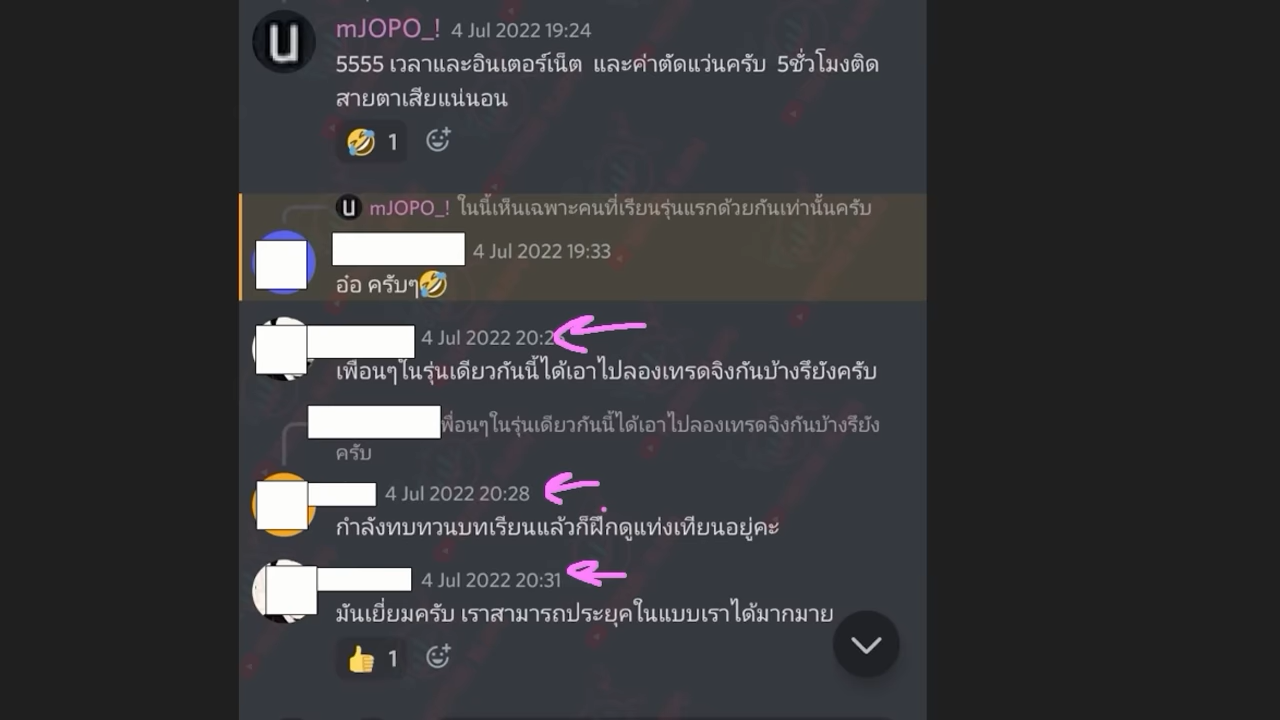 mJOPO_! 4 Jul 2022 19:24
5555 เวลาและอินเตอร์เน็ต และค่าตัดแว่นครับ 5ชั่วโมงติด
สายตาเสียแน่นอน
1
mJOPO_! ในนี้เห็นเฉพาะคนที่เรียนรุ่นแรกด้วยกันเท่านั้นครับ
4 Jul 2022 19:33
อ๋อ ครับๆ
4 Jul 2022
เพื่อนๆในรุ่นเดียวกันนี้ได้เอาไปลองเทรดจิงกันบ้างรึยังครับ
พื่อนๆในรุ่นเดียวกันนี้ได้เอาไปลองเทรดจิงกันบ้างรึยัง
ครับ
4 Jul 2022 20:28
กำลังทบทวนบทเรียนแล้วก็ฝึกดูแท่งเทียนอยู่คะ
4 Jul 2022 20:31
มันเยี่ยมครับ เราสามารถประยุคในแบบเราได้มากมาย
1